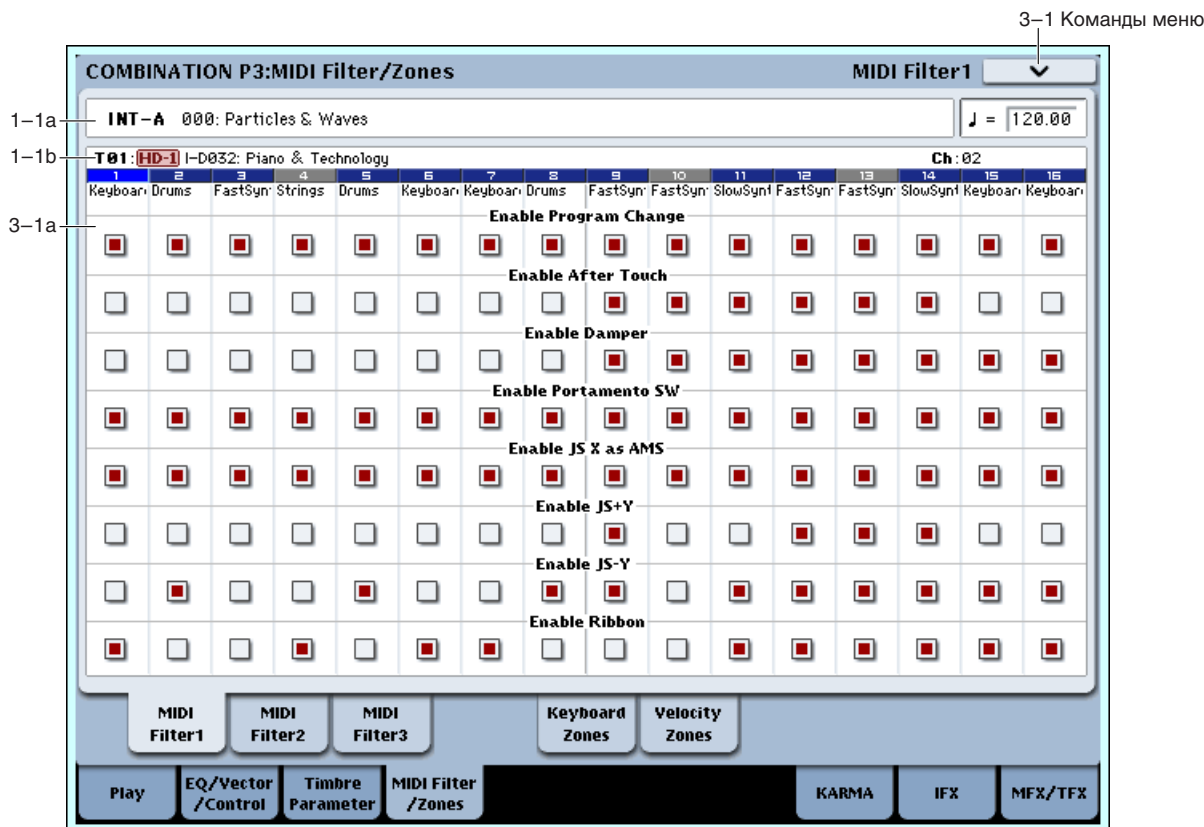 3–1 Команды меню
COMBINATION P3:MIDI Filter/Zones MIDI Filter1
1–1a INT-A 000: Particles & Waves ♩ = 120.00
1–1b T01: HD-1 I-D032: Piano & Technology Ch:02
1 2 3 4 5 6 7 8 9 10 11 12 13 14 15 16
Keyboar Drums FastSyn Strings Drums Keyboar Keyboar Drums FastSyn FastSyn SlowSynt FastSyn FastSyn SlowSynt Keyboar Keyboar
3–1a
Enable Program Change
Enable After Touch
Enable Damper
Enable Portamento SW
Enable JS X as AMS
Enable JS+Y
Enable JS-Y
Enable Ribbon
MIDI Filter1 MIDI Filter2 MIDI Filter3 Keyboard Zones Velocity Zones
Play EQ/Vector /Control Timbre Parameter MIDI Filter /Zones KARMA IFX MFX/TFX